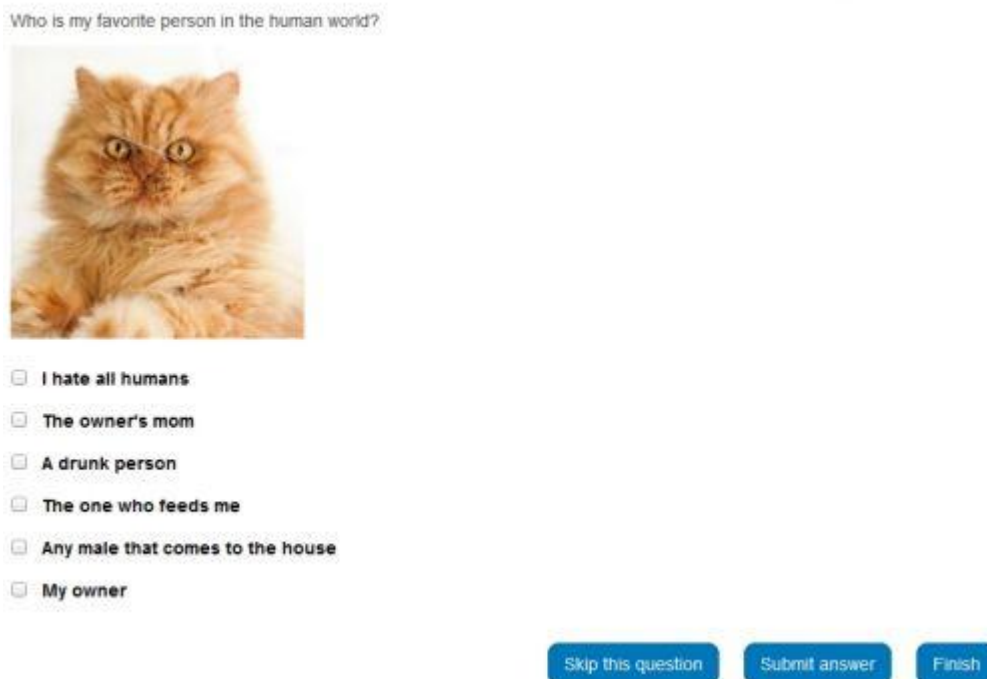 Who is my favorite person in the human world?
I hate all humans
The owner's mom
A drunk person
The one who feeds me
Any male that comes to the house
My owner
Skip this question
Submit answer
Finish